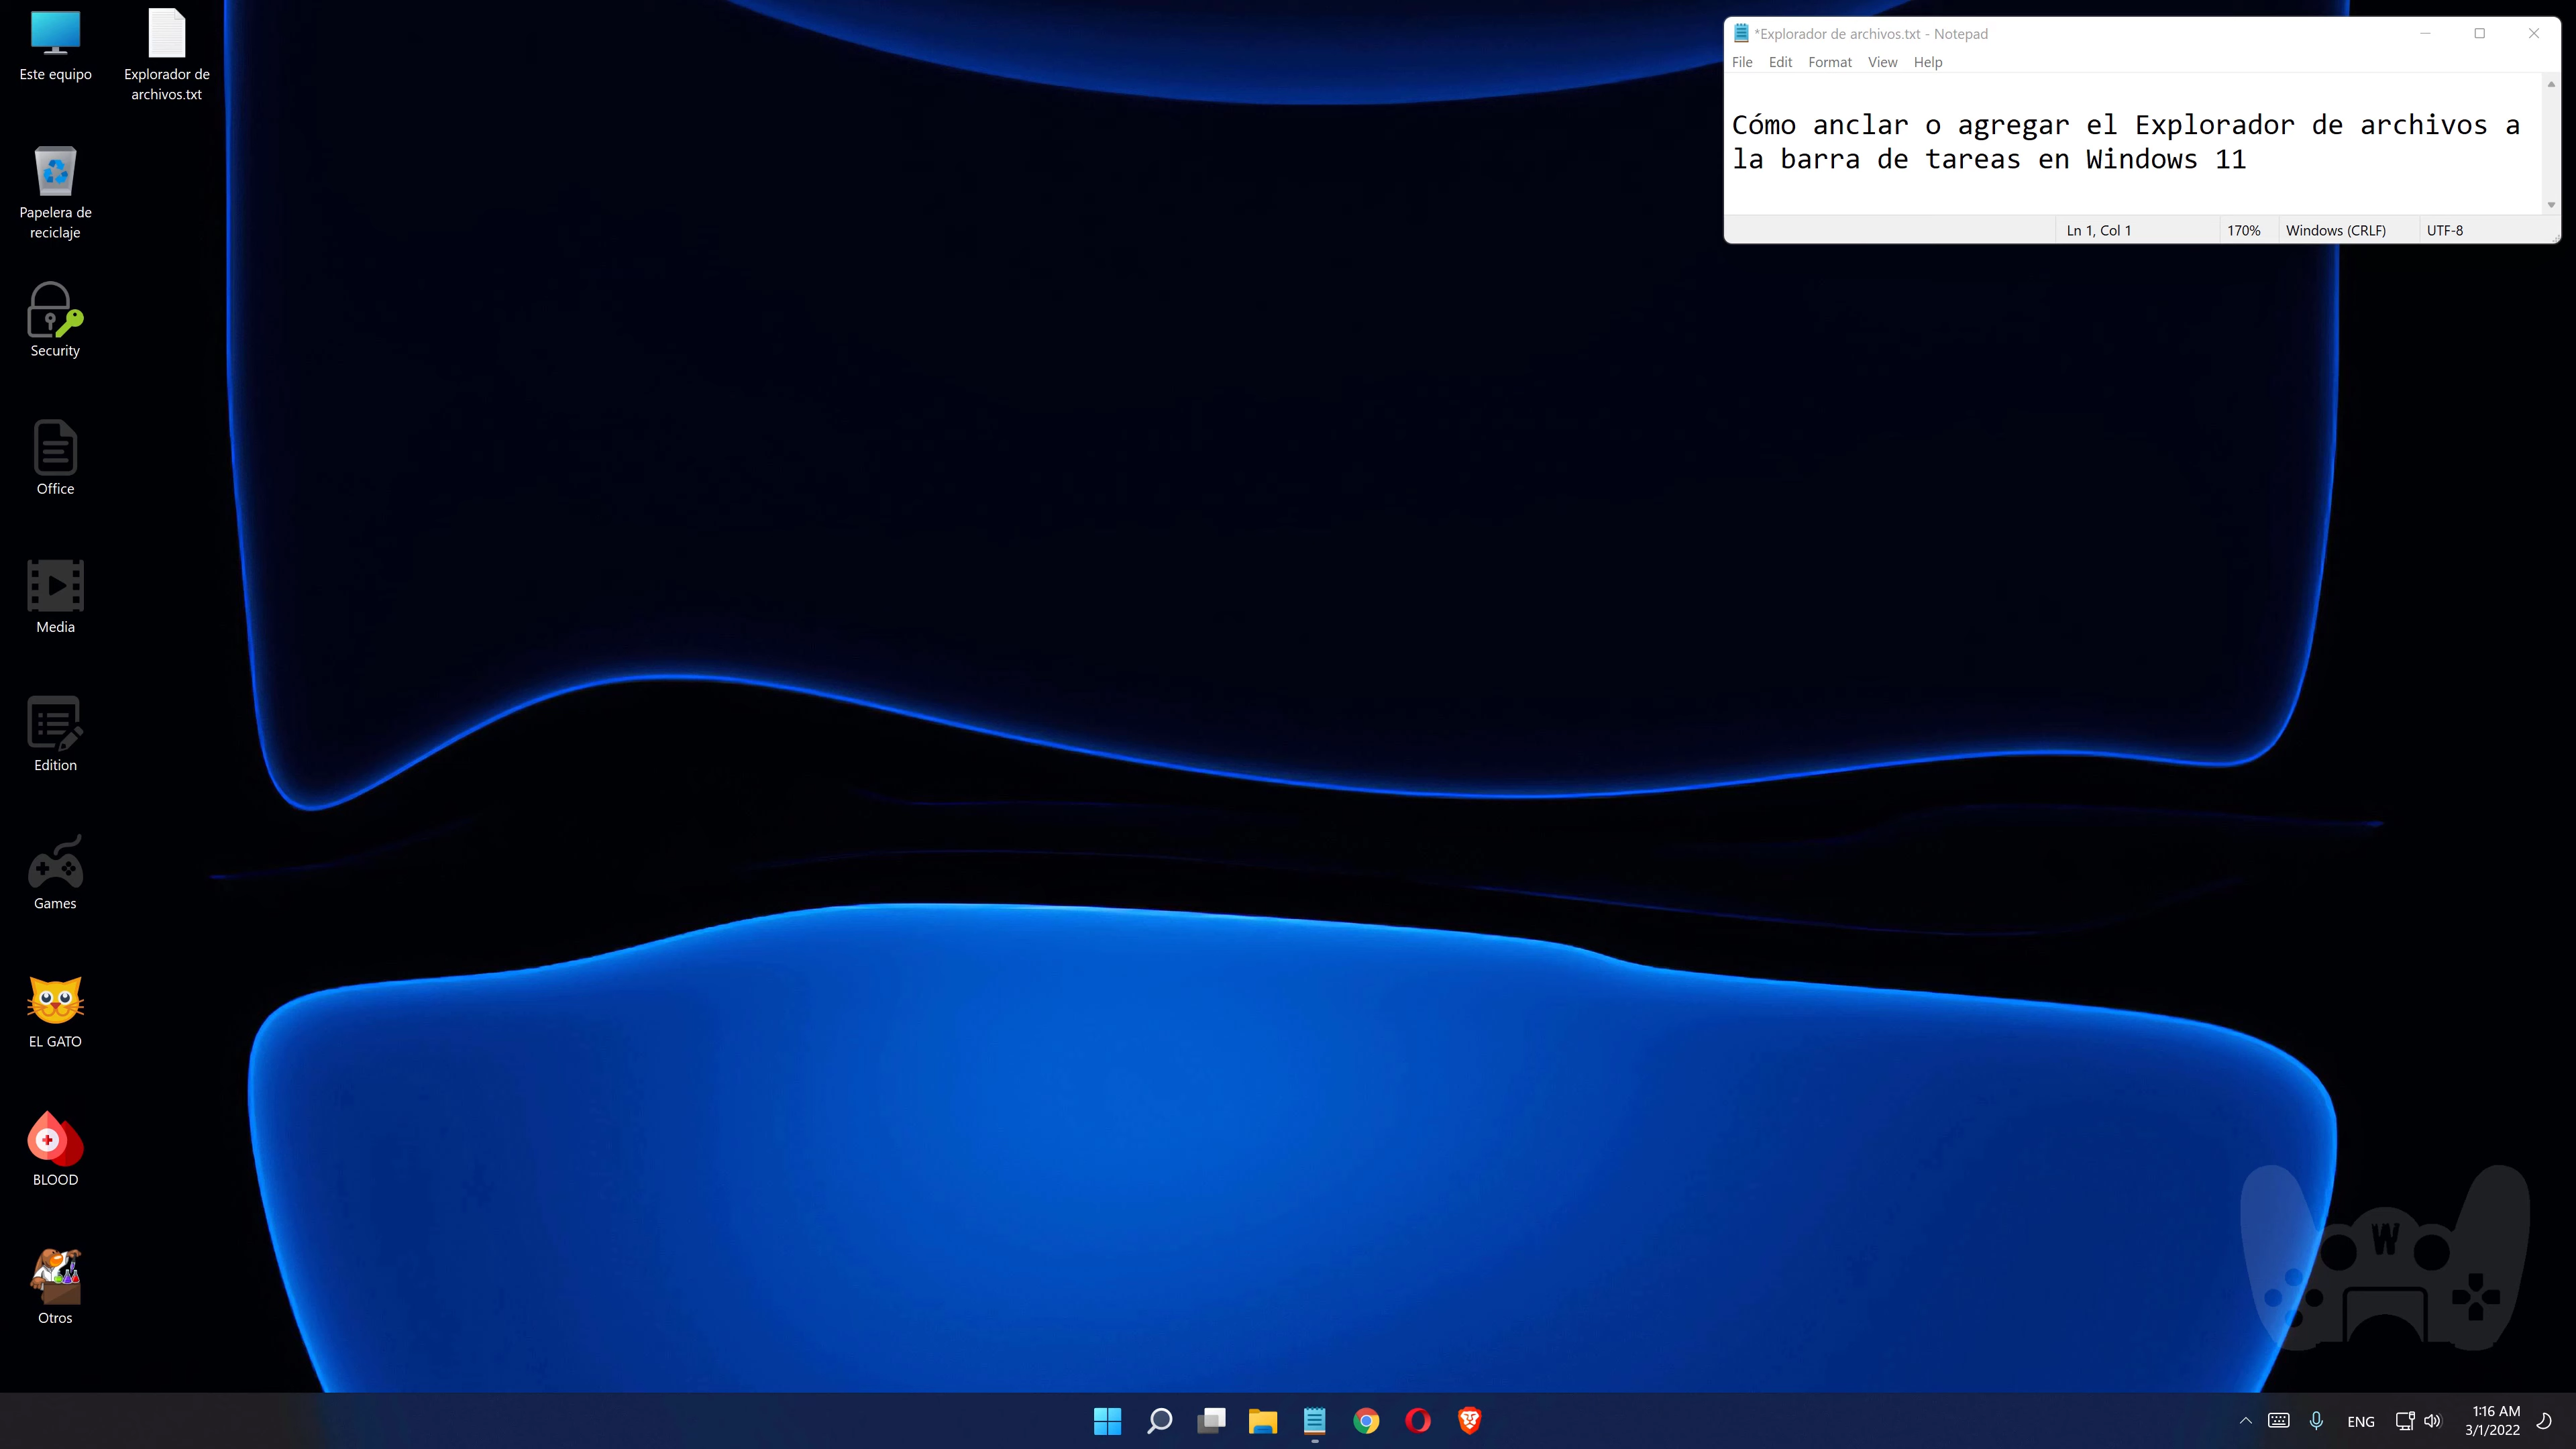 Este equipo
Explorador de
archivos.txt
Papelera de
reciclaje
Security
Office
Media
Edition
Games
EL GATO
BLOOD
Otros
*Explorador de archivos.txt - Notepad
File Edit Format View Help
Cómo anclar o agregar el Explorador de archivos a
la barra de tareas en Windows 11
Ln 1, Col 1 170% Windows (CRLF) UTF-8
W
ENG
1:16 AM
3/1/2022